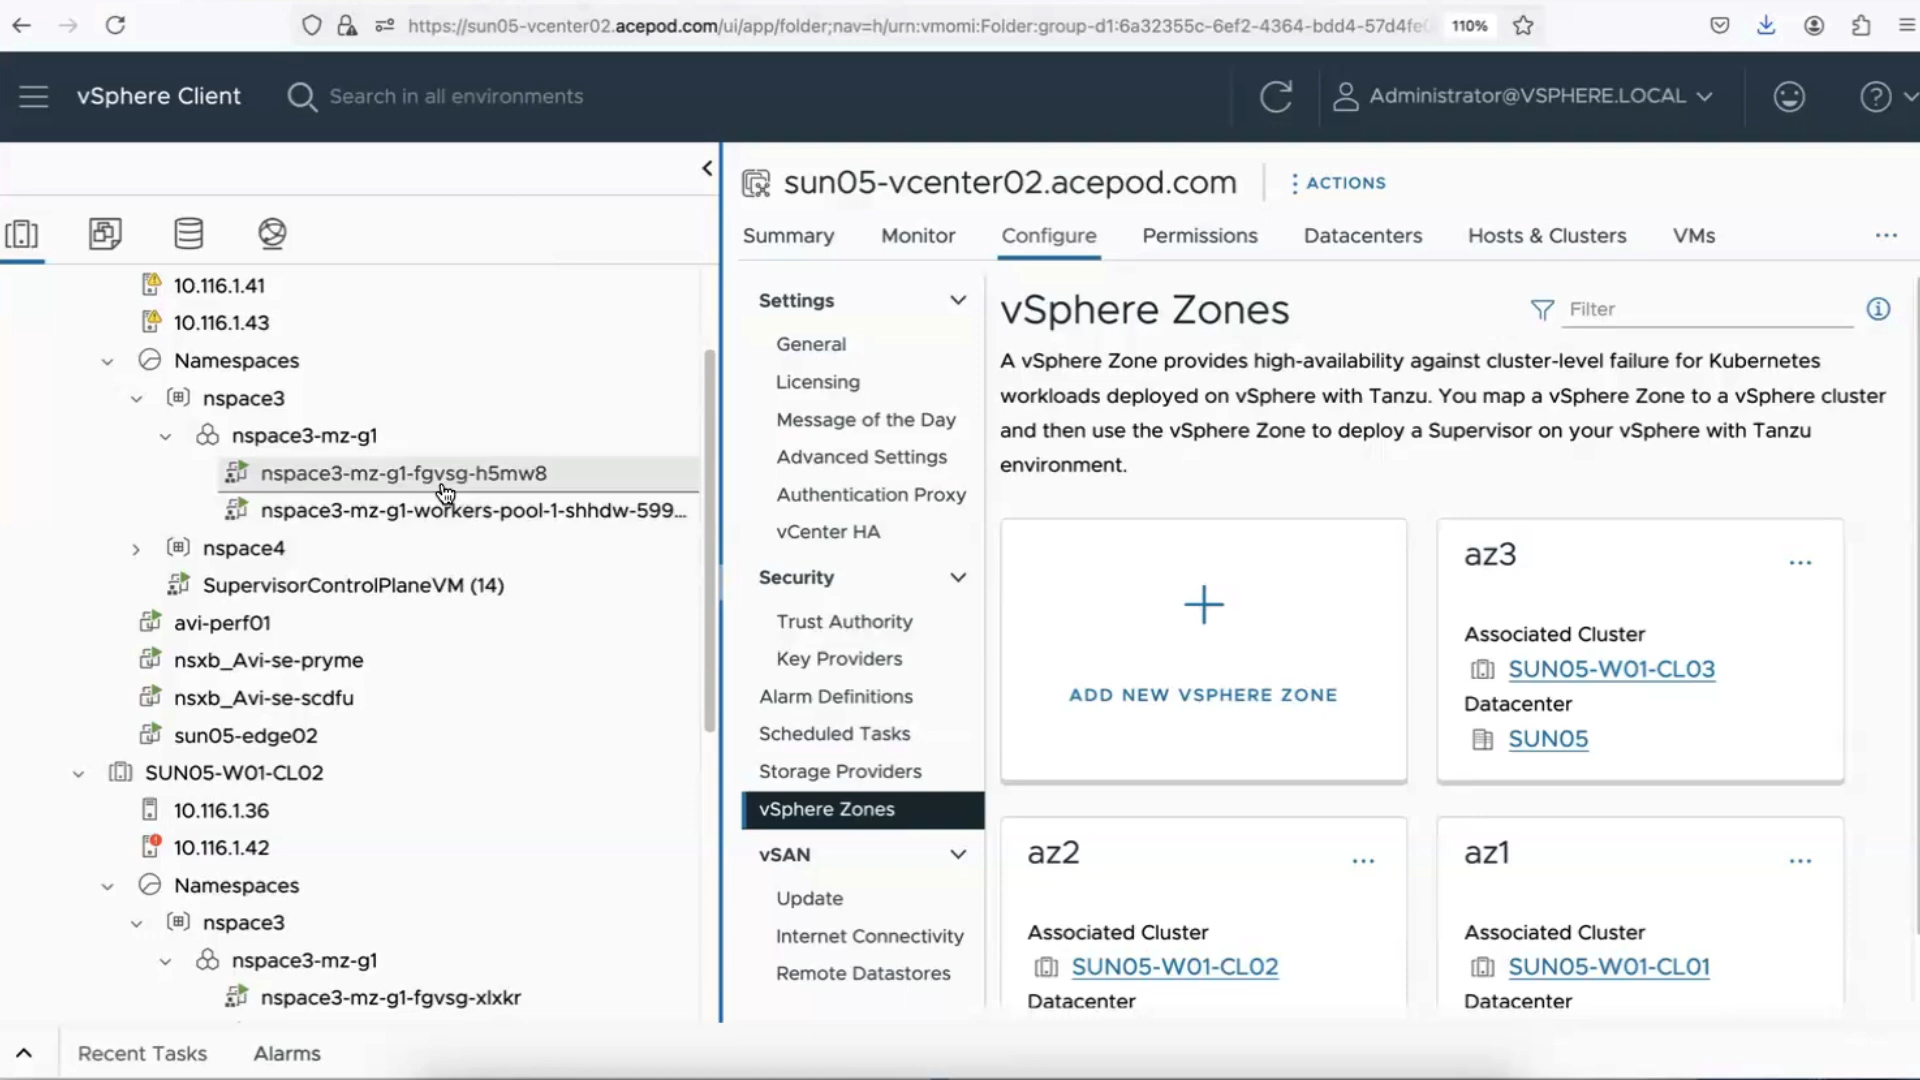 https://sun05-vcenter02.acepod.com/ui/app/folder;nav=h/urn:vmomi:Folder:group-d1:6a32355c-6ef2-4364-bdd4-57d4fe
110%
vSphere Client
Search in all environments
Administrator@VSPHERE.LOCAL
sun05-vcenter02.acepod.com
ACTIONS
Summary
Monitor
Configure
Permissions
Datacenters
Hosts & Clusters
VMs
10.116.1.41
10.116.1.43
Namespaces
nspace3
nspace3-mz-g1
nspace3-mz-g1-fgvsg-h5mw8
nspace3-mz-g1-workers-pool-1-shhdw-599...
nspace4
SupervisorControlPlaneVM (14)
avi-perf01
nsxb_Avi-se-pryme
nsxb_Avi-se-scdfu
sun05-edge02
SUN05-W01-CL02
10.116.1.36
10.116.1.42
Namespaces
nspace3
nspace3-mz-g1
nspace3-mz-g1-fgvsg-xlxkr
Settings
General
Licensing
Message of the Day
Advanced Settings
Authentication Proxy
vCenter HA
Security
Trust Authority
Key Providers
Alarm Definitions
Scheduled Tasks
Storage Providers
vSphere Zones
vSAN
Update
Internet Connectivity
Remote Datastores
vSphere Zones
Filter
A vSphere Zone provides high-availability against cluster-level failure for Kubernetes
workloads deployed on vSphere with Tanzu. You map a vSphere Zone to a vSphere cluster
and then use the vSphere Zone to deploy a Supervisor on your vSphere with Tanzu
environment.
ADD NEW VSPHERE ZONE
az3
Associated Cluster
SUN05-W01-CL03
Datacenter
SUN05
az2
Associated Cluster
SUN05-W01-CL02
Datacenter
az1
Associated Cluster
SUN05-W01-CL01
Datacenter
Recent Tasks
Alarms